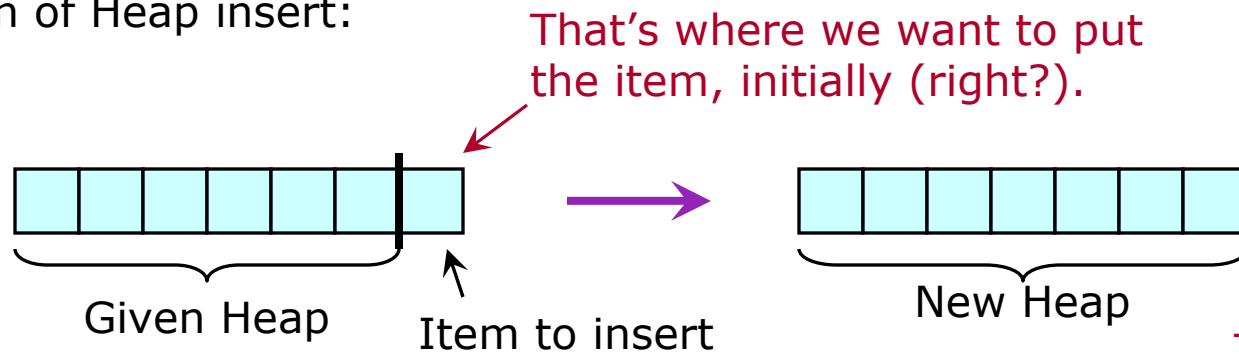 n of Heap insert:
That’s where we want to put
the item, initially (right?).
Given Heap
Item to insert
New Heap